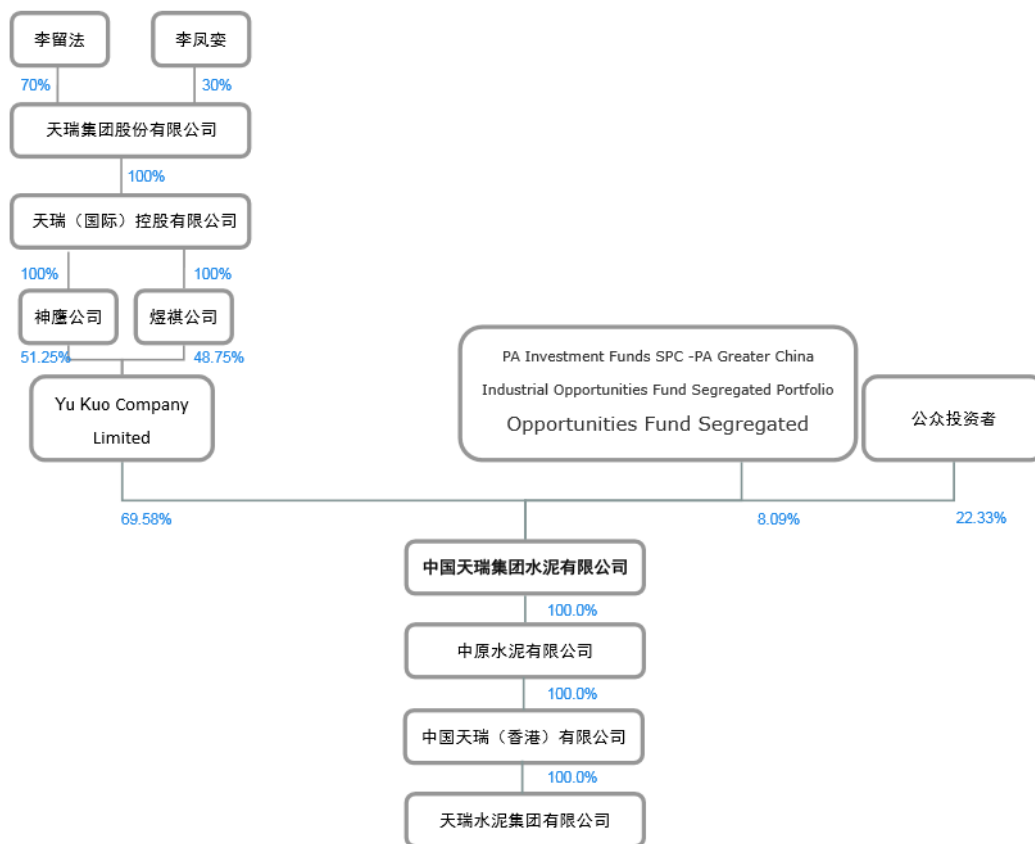 李留法
李凤娈
70%
30%
天瑞集团股份有限公司
100%
天瑞（国际）控股有限公司
100%
100%
神鹰公司
煜祺公司
51.25%
48.75%
Yu Kuo Company
Limited
PA Investment Funds SPC -PA Greater China
Industrial Opportunities Fund Segregated Portfolio
Opportunities Fund Segregated
公众投资者
69.58%
8.09%
22.33%
中国天瑞集团水泥有限公司
100.0%
中原水泥有限公司
100.0%
中国天瑞（香港）有限公司
100.0%
天瑞水泥集团有限公司